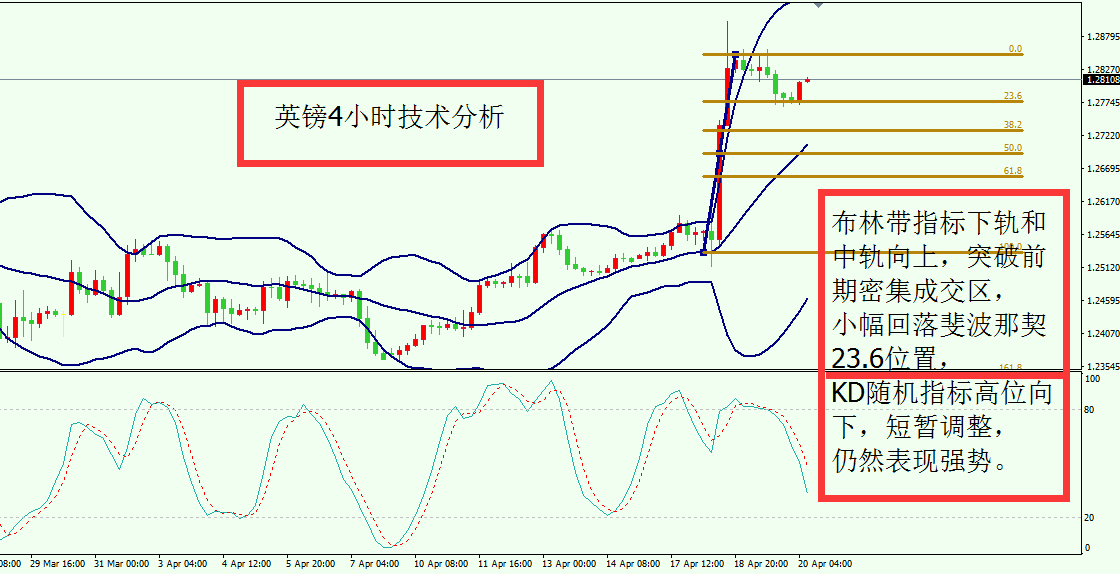 英镑4小时技术分析
0.0
23.6
38.2
50.0
61.8
161.8
布林带指标下轨和
中轨向上，突破前
期密集成交区，
小幅回落斐波那契
23.6位置，
KD随机指标高位向
下，短暂调整，
仍然表现强势。
1.28795
1.28270
1.28108
1.27745
1.27220
1.26695
1.26170
1.25645
1.25120
1.24595
1.24070
1.23545
100
80
20
0
08:00 29 Mar 16:00 31 Mar 00:00 3 Apr 04:00 4 Apr 12:00 5 Apr 20:00 7 Apr 04:00 10 Apr 08:00 11 Apr 16:00 13 Apr 00:00 14 Apr 08:00 17 Apr 12:00 18 Apr 20:00 20 Apr 04:00